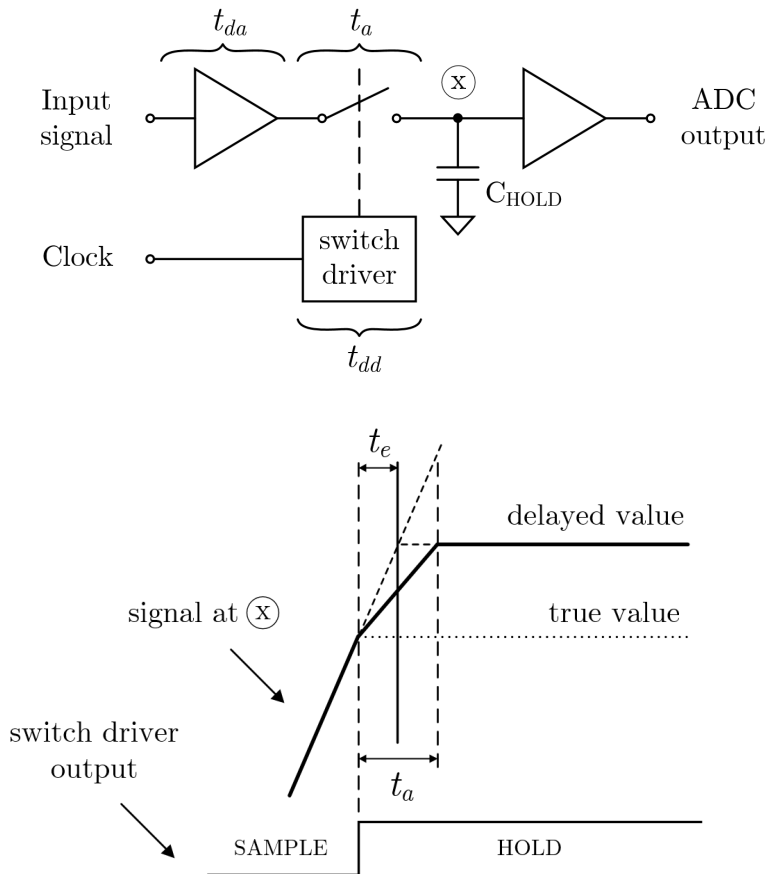 t_da
t_a
Input
signal
X
ADC
output
C_HOLD
Clock
switch
driver
t_dd
t_e
delayed value
signal at X
true value
switch driver
output
t_a
SAMPLE
HOLD